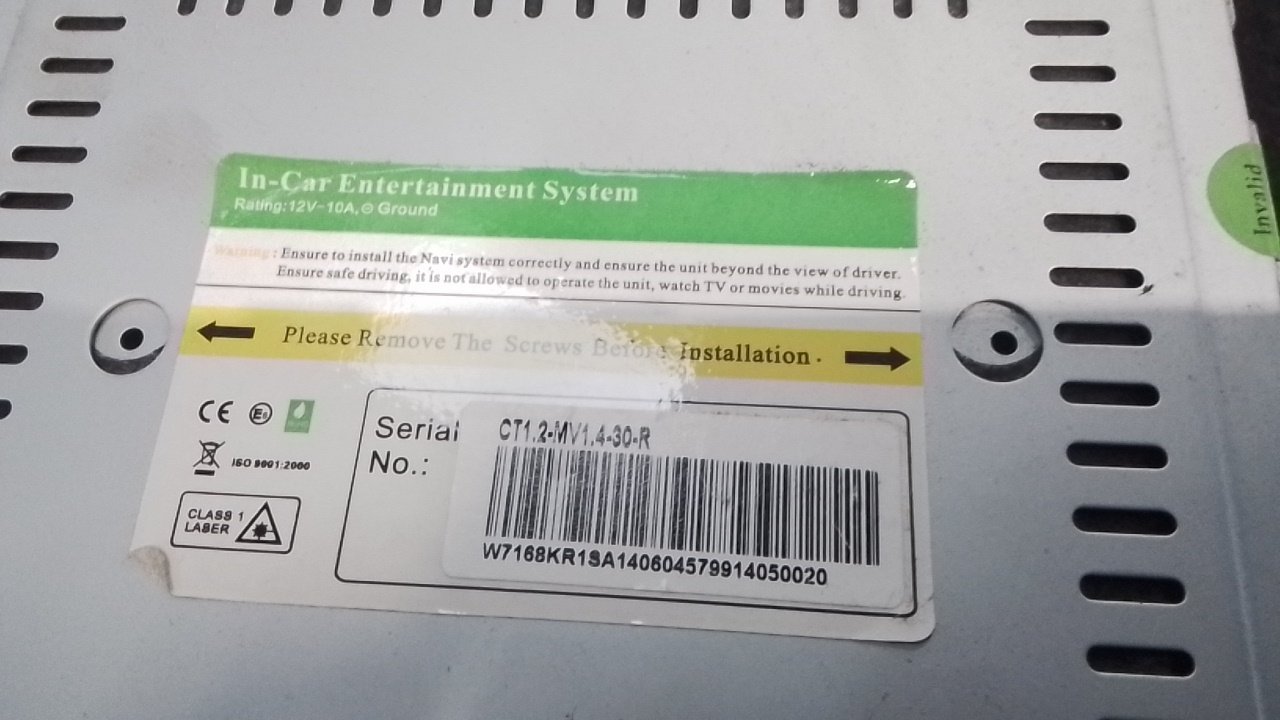 In-Car Entertainment System
Rating:12V⎓10A,⊖ Ground
Warning: Ensure to install the Navi system correctly and ensure the unit beyond the view of driver.
Ensure safe driving, it is not allowed to operate the unit, watch TV or movies while driving.
Please Remove The Screws Before Installation.
CE
ISO 9001:2000
CLASS 1
LASER
Serial
No.:
CT1.2-MV1.4-30-R
W7168KR1SA140604579914050020
Invalid